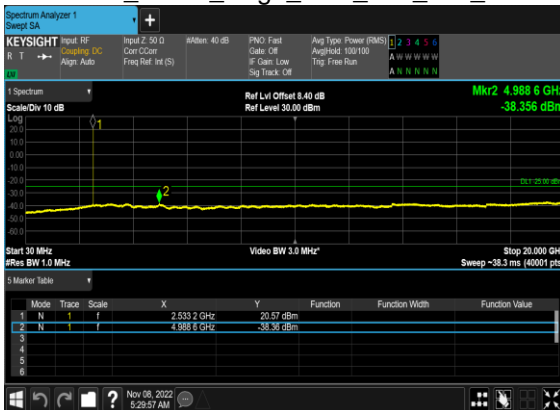 Spectrum Analyzer 1
Swept SA
+
KEYSIGHT Input: RF
R T
Coupling: DC
Align: Auto
Input Z: 50 Ω
Corr CCorr
Freq Ref: Int (S)
#Atten: 40 dB
PNO: Fast
Gate: Off
IF Gain: Low
Sig Track: Off
Avg Type: Power (RMS)
Avg|Hold: 100/100
Trig: Free Run
1 2 3 4 5 6
A W W W W W
A N N N N N
1 Spectrum
Scale/Div 10 dB
Ref Lvl Offset 8.40 dB
Ref Level 30.00 dBm
Mkr2 4.988 6 GHz
-38.356 dBm
Log
20.0
10.0
0.00
-10.0
-20.0
-30.0
-40.0
-50.0
-60.0
1
2
Start 30 MHz
#Res BW 1.0 MHz
Video BW 3.0 MHz*
Stop 20.000 GH
Sweep ~38.3 ms (40001 pts
5 Marker Table
Mode Trace Scale X Y Function Function Width Function Value
1 N 1 f 2.533 2 GHz 20.57 dBm
2 N 1 f 4.988 6 GHz -38.36 dBm
3
4
5
6
?
Nov 08, 2022
5:29:57 AM